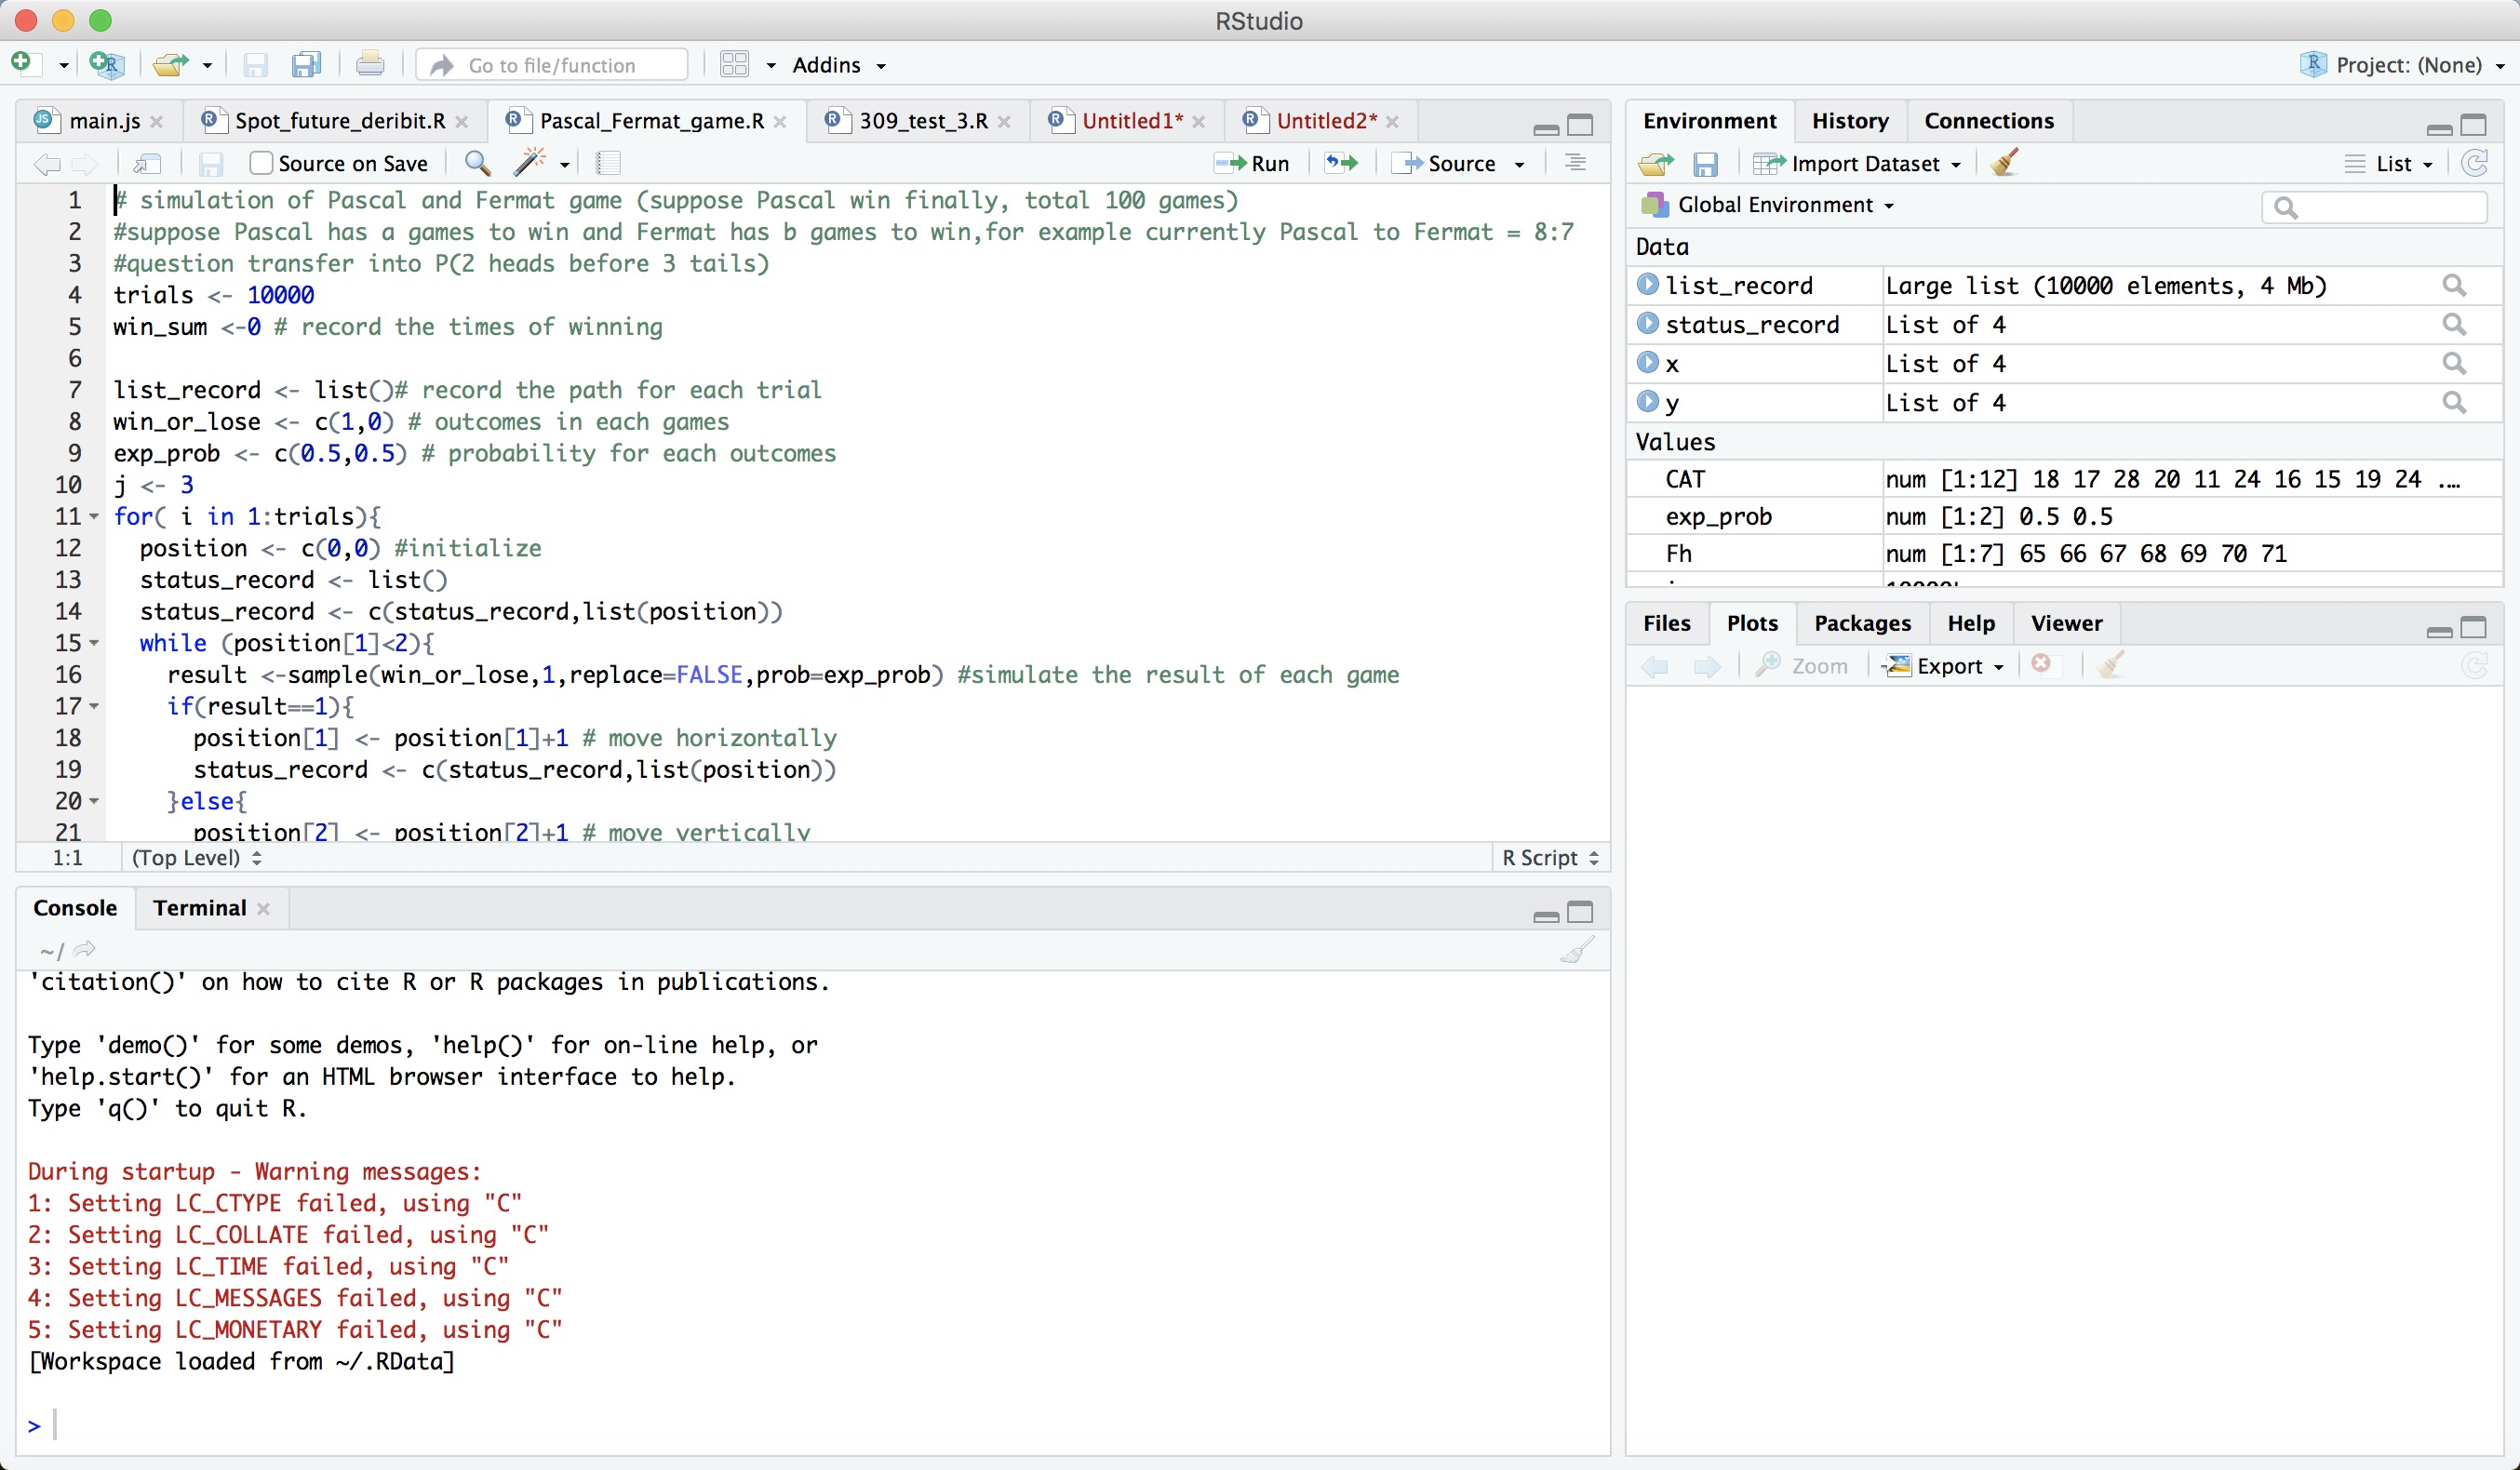 RStudio
Go to file/function
Addins
Project: (None)
main.js
Spot_future_deribit.R
Pascal_Fermat_game.R
309_test_3.R
Untitled1*
Untitled2*
Source on Save
Run
Source
1 # simulation of Pascal and Fermat game (suppose Pascal win finally, total 100 games)
2 #suppose Pascal has a games to win and Fermat has b games to win,for example currently Pascal to Fermat = 8:7
3 #question transfer into P(2 heads before 3 tails)
4 trials <- 10000
5 win_sum <-0 # record the times of winning
6
7 list_record <- list()# record the path for each trial
8 win_or_lose <- c(1,0) # outcomes in each games
9 exp_prob <- c(0.5,0.5) # probability for each outcomes
10 j <- 3
11 for( i in 1:trials){
12 position <- c(0,0) #initialize
13 status_record <- list()
14 status_record <- c(status_record,list(position))
15 while (position[1]<2){
16 result <-sample(win_or_lose,1,replace=FALSE,prob=exp_prob) #simulate the result of each game
17 if(result==1){
18 position[1] <- position[1]+1 # move horizontally
19 status_record <- c(status_record,list(position))
20 }else{
21 position[2] <- position[2]+1 # move vertically
1:1
(Top Level)
R Script
Console
Terminal
~/
'citation()' on how to cite R or R packages in publications.
Type 'demo()' for some demos, 'help()' for on-line help, or
'help.start()' for an HTML browser interface to help.
Type 'q()' to quit R.
During startup - Warning messages:
1: Setting LC_CTYPE failed, using "C"
2: Setting LC_COLLATE failed, using "C"
3: Setting LC_TIME failed, using "C"
4: Setting LC_MESSAGES failed, using "C"
5: Setting LC_MONETARY failed, using "C"
[Workspace loaded from ~/.RData]
>
Environment
History
Connections
Import Dataset
List
Global Environment
Data
list_record Large list (10000 elements, 4 Mb)
status_record List of 4
x List of 4
y List of 4
Values
CAT num [1:12] 18 17 28 20 11 24 16 15 19 24 ...
exp_prob num [1:2] 0.5 0.5
Fh num [1:7] 65 66 67 68 69 70 71
Files
Plots
Packages
Help
Viewer
Zoom
Export